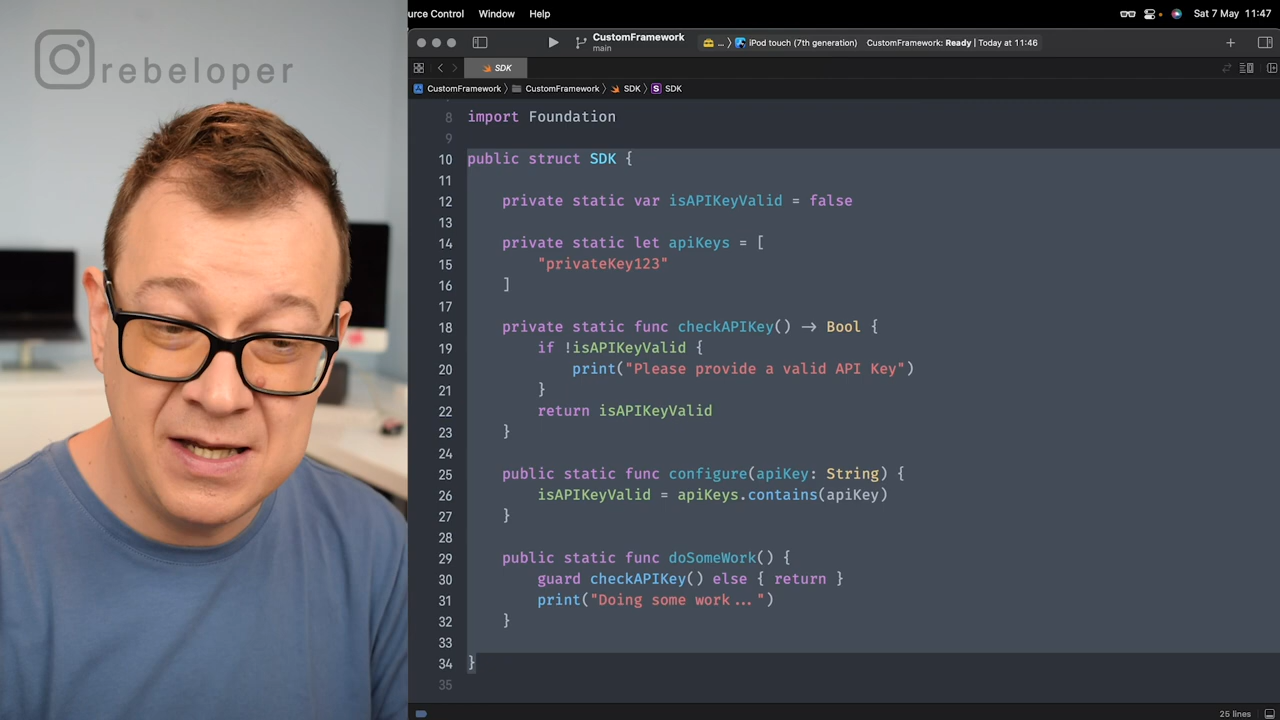 rebeloper
urce Control Window Help
Sat 7 May 11:47
CustomFramework
main
... 〉 iPod touch (7th generation)
CustomFramework: Ready | Today at 11:46
SDK
CustomFramework 〉 CustomFramework 〉 SDK 〉 S SDK
8 import Foundation
9
10 public struct SDK {
11
12 private static var isAPIKeyValid = false
13
14 private static let apiKeys = [
15 "privateKey123"
16 ]
17
18 private static func checkAPIKey() -> Bool {
19 if !isAPIKeyValid {
20 print("Please provide a valid API Key")
21 }
22 return isAPIKeyValid
23 }
24
25 public static func configure(apiKey: String) {
26 isAPIKeyValid = apiKeys.contains(apiKey)
27 }
28
29 public static func doSomeWork() {
30 guard checkAPIKey() else { return }
31 print("Doing some work...")
32 }
33
34 }
35
25 lines